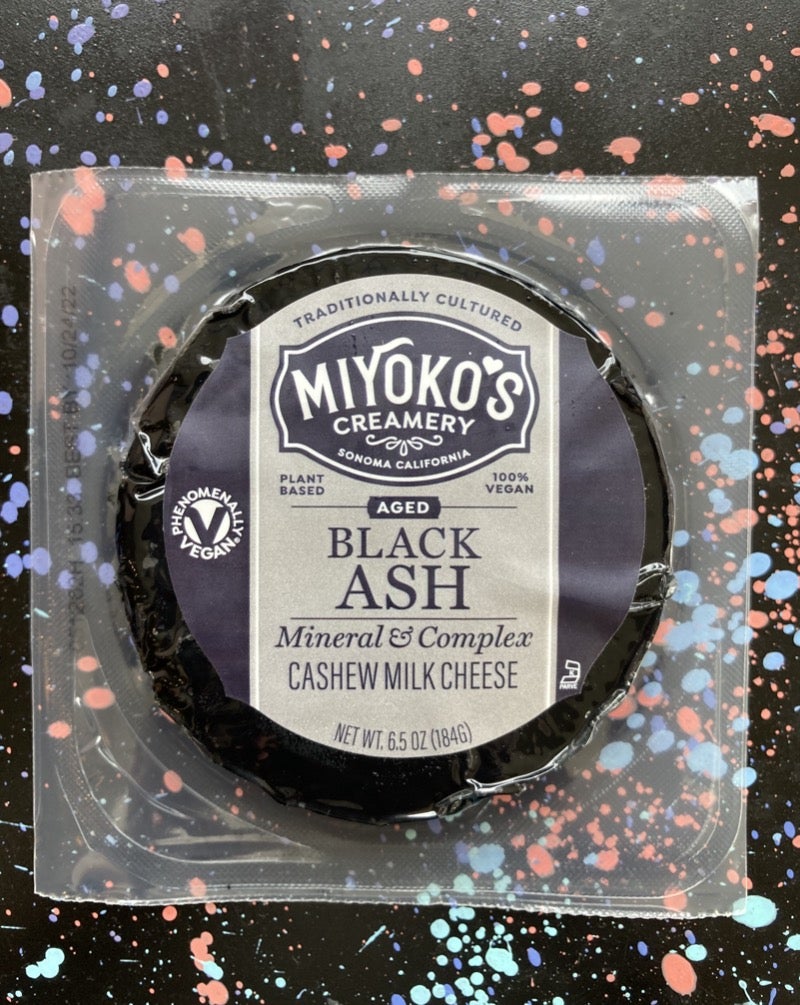 TRADITIONALLY CULTURED
MIYOKO'S
CREAMERY
SONOMA CALIFORNIA
PLANT
BASED
100%
VEGAN
AGED
BLACK
ASH
Mineral & Complex
CASHEW MILK CHEESE
NET WT. 6.5 OZ (184G)
PHENOMENALLY
V
VEGAN
PARVE
BEST BY 10/24/22